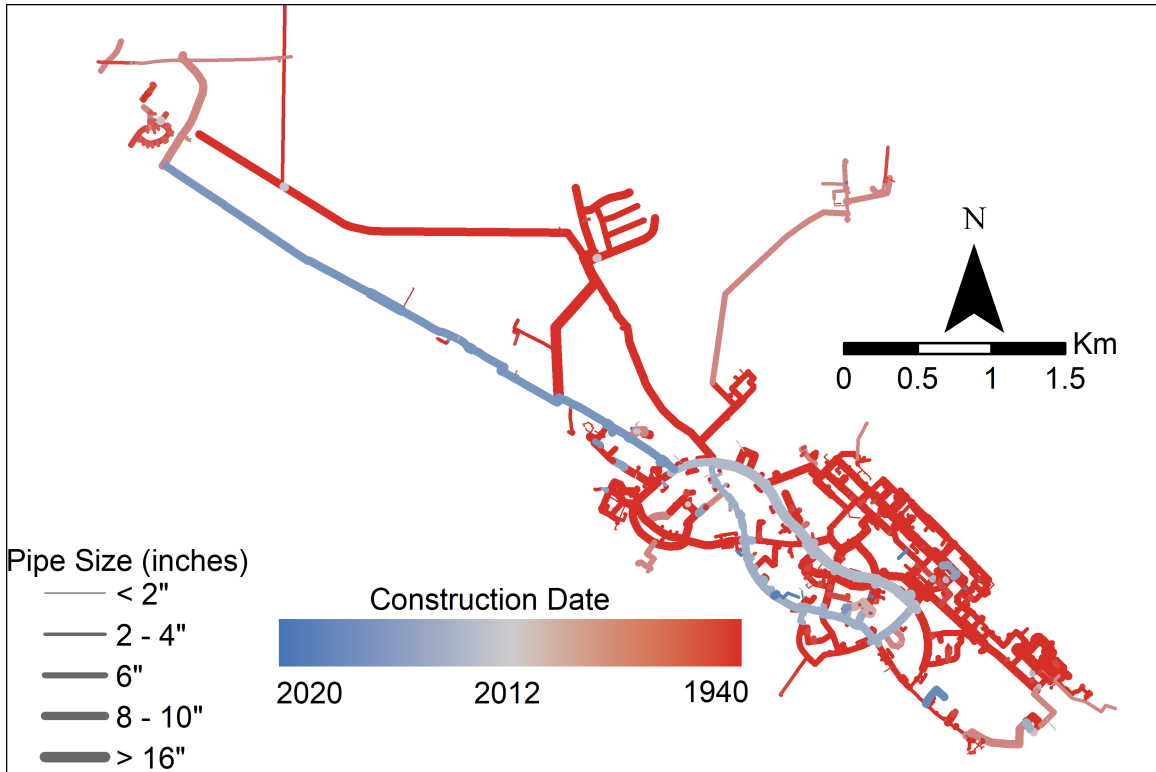 N
Km
0 0.5 1 1.5
Pipe Size (inches)
< 2"
2 - 4"
6"
8 - 10"
> 16"
Construction Date
2020 2012 1940